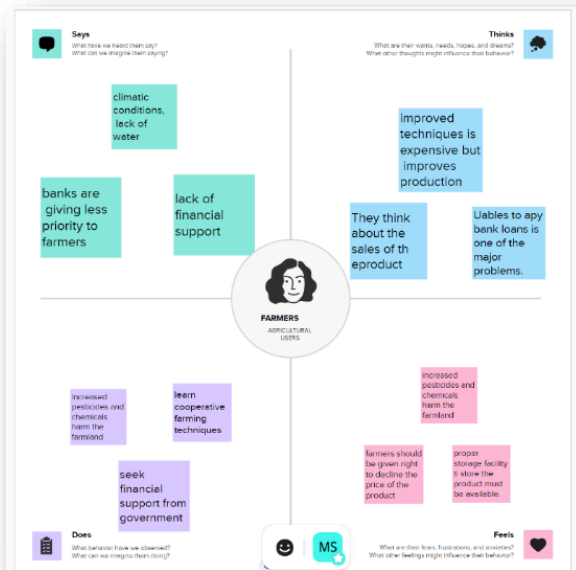 Says
What have we heard them say?
What can we imagine them saying?
Thinks
What are their wants, needs, hopes, and dreams?
What other thoughts might influence their behavior?
climatic
conditions,
lack of
water
banks are
giving less
priority to
farmers
lack of
financial
support
improved
techniques is
expensive but
improves
production
They think
about the
sales of th
eproduct
Uables to apy
bank loans is
one of the
major
problems.
FARMERS
AGRICULTURAL
USERS
increased
pesticides and
chemicals
harm the
farmland
learn
cooperative
farming
techniques
seek
financial
support from
government
increased
pesticides and
chemicals
harm the
farmland
farmers should
be given right
to decline the
price of the
product
proper
storage facility
ti store the
product must
be available.
Does
What behavior have we observed?
What can we imagine them doing?
MS
Feels
What are their fears, frustrations, and anxieties?
What other feelings might influence their behavior?